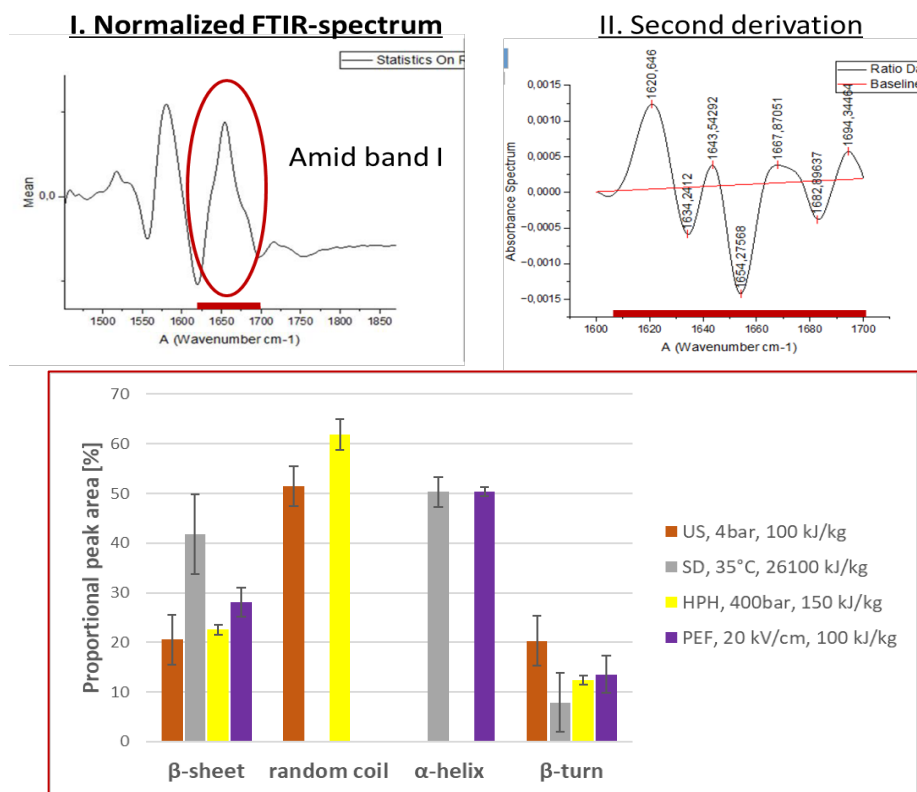 I. Normalized FTIR-spectrum
Statistics On R
Mean
0,0
Amid band I
1500 1550 1600 1650 1700 1750 1800 1850
A (Wavenumber cm-1)
II. Second derivation
Ratio Da
Baseline
Absorbance Spectrum
0,0015
0,0010
0,0005
0,0000
-0,0005
-0,0010
-0,0015
1620,646
1634,2412
1643,54292
1654,27568
1667,87051
1682,89637
1694,34464
1600 1620 1640 1660 1680 1700
A (Wavenumber cm-1)
Proportional peak area [%]
70
60
50
40
30
20
10
0
β-sheet random coil α-helix β-turn
US, 4bar, 100 kJ/kg
SD, 35°C, 26100 kJ/kg
HPH, 400bar, 150 kJ/kg
PEF, 20 kV/cm, 100 kJ/kg